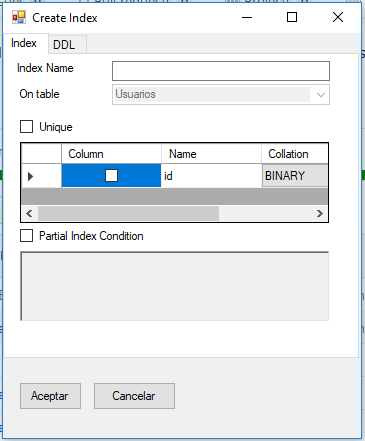 Create Index
Index DDL
Index Name
On table Usuarios
Unique
Column Name Collation
id BINARY
Partial Index Condition
Aceptar Cancelar